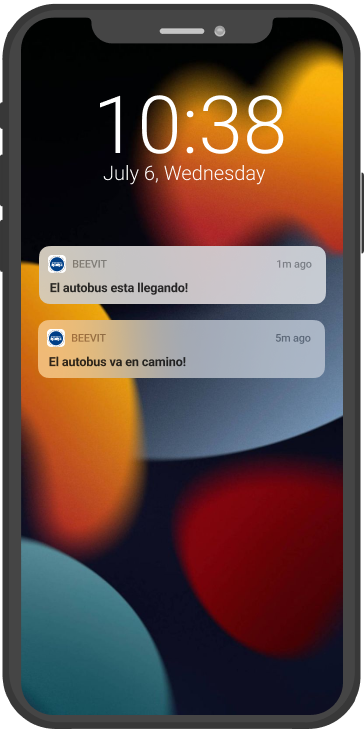 10:38
July 6, Wednesday
BEEVIT 1m ago
El autobus esta llegando!
BEEVIT 5m ago
El autobus va en camino!